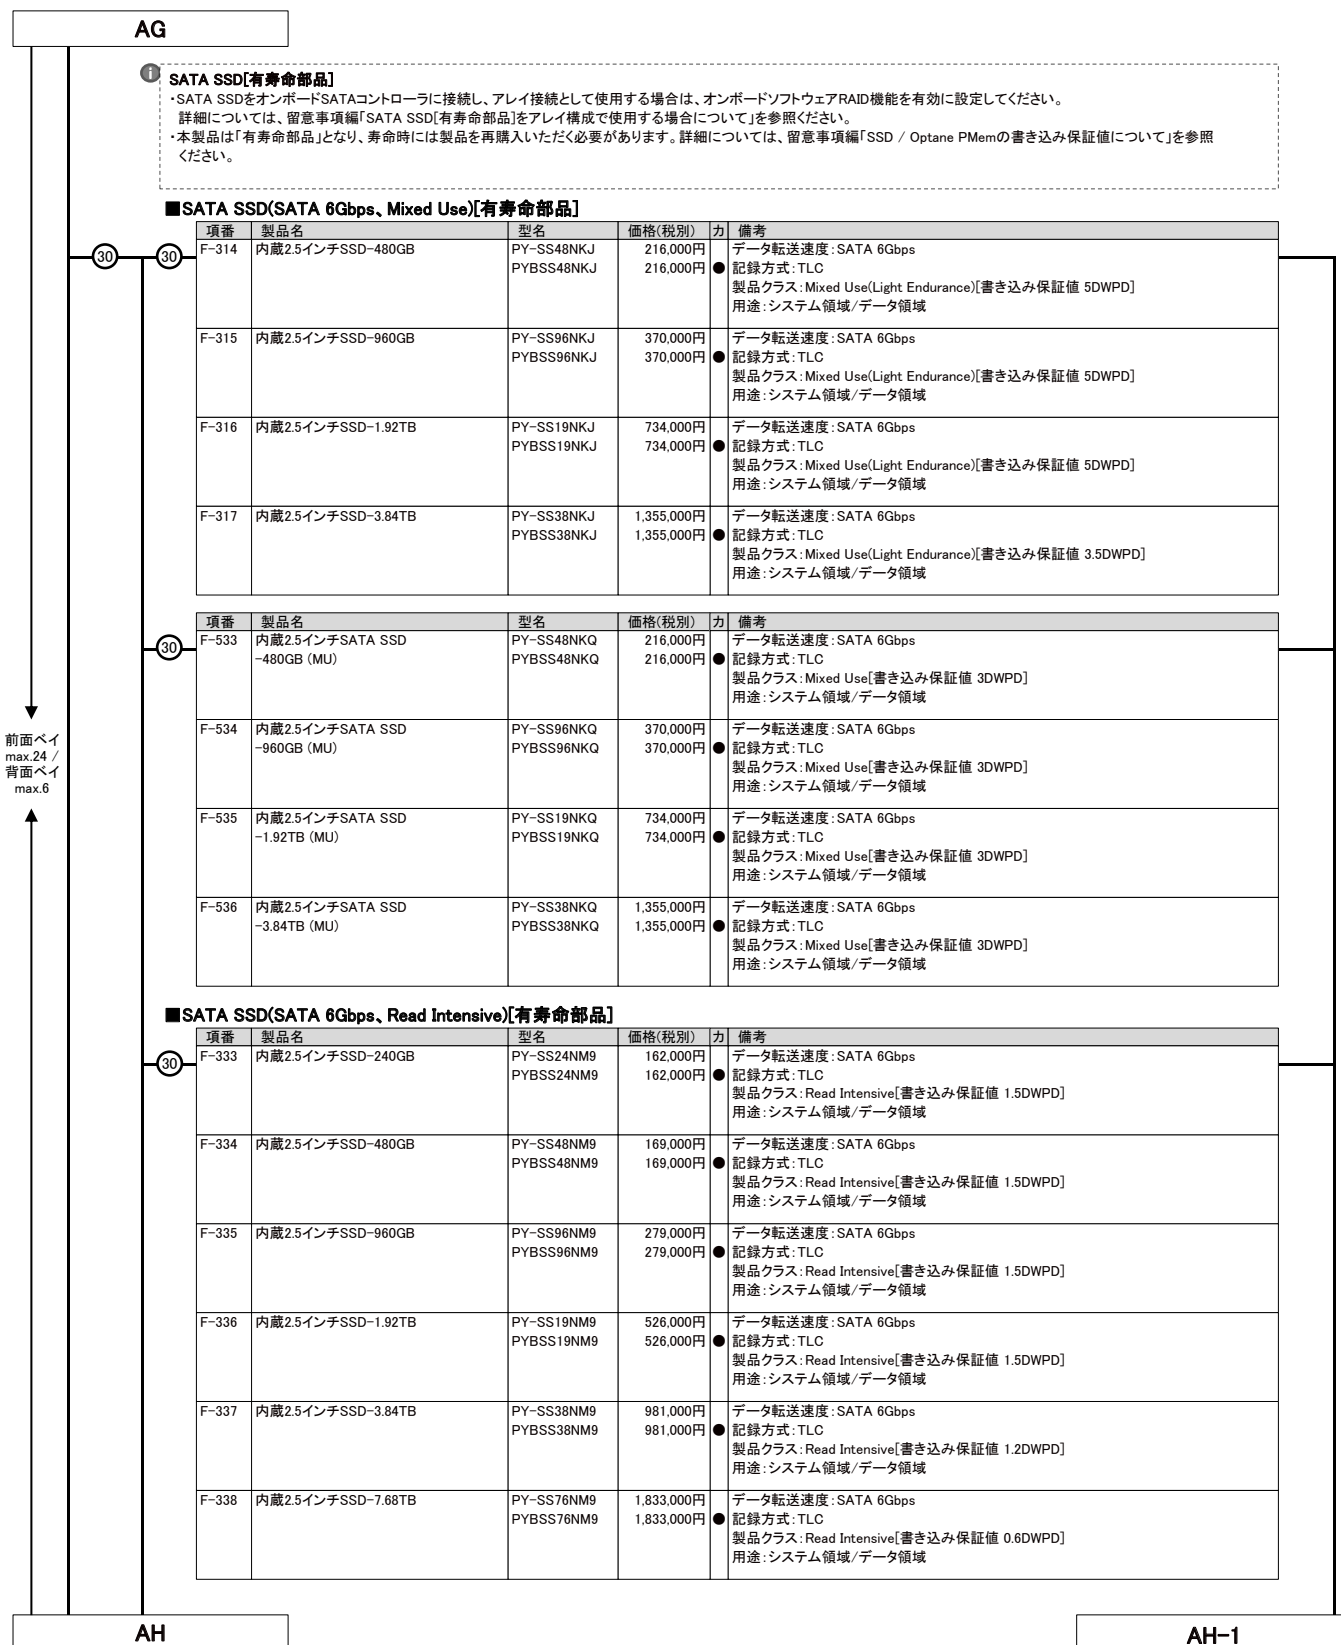 AG
SATA SSD[有寿命部品]
・SATA SSDをオンボードSATAコントローラに接続し、アレイ接続として使用する場合は、オンボードソフトウェアRAID機能を有効に設定してください。
詳細については、留意事項編「SATA SSD[有寿命部品]をアレイ構成で使用する場合について」を参照ください。
・本製品は「有寿命部品」となり、寿命時には製品を再購入いただく必要があります。詳細については、留意事項編「SSD / Optane PMemの書き込み保証値について」を参照
ください。
■SATA SSD(SATA 6Gbps、Mixed Use)[有寿命部品]
項番 製品名 型名 価格(税別) カ 備考
30 30 F-314 内蔵2.5インチSSD-480GB PY-SS48NKJ 216,000円 データ転送速度:SATA 6Gbps
PYBSS48NKJ 216,000円 ● 記録方式:TLC
製品クラス:Mixed Use(Light Endurance)[書き込み保証値 5DWPD]
用途:システム領域/データ領域
F-315 内蔵2.5インチSSD-960GB PY-SS96NKJ 370,000円 データ転送速度:SATA 6Gbps
PYBSS96NKJ 370,000円 ● 記録方式:TLC
製品クラス:Mixed Use(Light Endurance)[書き込み保証値 5DWPD]
用途:システム領域/データ領域
F-316 内蔵2.5インチSSD-1.92TB PY-SS19NKJ 734,000円 データ転送速度:SATA 6Gbps
PYBSS19NKJ 734,000円 ● 記録方式:TLC
製品クラス:Mixed Use(Light Endurance)[書き込み保証値 5DWPD]
用途:システム領域/データ領域
F-317 内蔵2.5インチSSD-3.84TB PY-SS38NKJ 1,355,000円 データ転送速度:SATA 6Gbps
PYBSS38NKJ 1,355,000円 ● 記録方式:TLC
製品クラス:Mixed Use(Light Endurance)[書き込み保証値 3.5DWPD]
用途:システム領域/データ領域
項番 製品名 型名 価格(税別) カ 備考
30 F-533 内蔵2.5インチSATA SSD PY-SS48NKQ 216,000円 データ転送速度:SATA 6Gbps
-480GB (MU) PYBSS48NKQ 216,000円 ● 記録方式:TLC
製品クラス:Mixed Use[書き込み保証値 3DWPD]
用途:システム領域/データ領域
F-534 内蔵2.5インチSATA SSD PY-SS96NKQ 370,000円 データ転送速度:SATA 6Gbps
-960GB (MU) PYBSS96NKQ 370,000円 ● 記録方式:TLC
製品クラス:Mixed Use[書き込み保証値 3DWPD]
用途:システム領域/データ領域
前面ベイ
max.24 /
背面ベイ
max.6
F-535 内蔵2.5インチSATA SSD PY-SS19NKQ 734,000円 データ転送速度:SATA 6Gbps
-1.92TB (MU) PYBSS19NKQ 734,000円 ● 記録方式:TLC
製品クラス:Mixed Use[書き込み保証値 3DWPD]
用途:システム領域/データ領域
F-536 内蔵2.5インチSATA SSD PY-SS38NKQ 1,355,000円 データ転送速度:SATA 6Gbps
-3.84TB (MU) PYBSS38NKQ 1,355,000円 ● 記録方式:TLC
製品クラス:Mixed Use[書き込み保証値 3DWPD]
用途:システム領域/データ領域
■SATA SSD(SATA 6Gbps、Read Intensive)[有寿命部品]
項番 製品名 型名 価格(税別) カ 備考
30 F-333 内蔵2.5インチSSD-240GB PY-SS24NM9 162,000円 データ転送速度:SATA 6Gbps
PYBSS24NM9 162,000円 ● 記録方式:TLC
製品クラス:Read Intensive[書き込み保証値 1.5DWPD]
用途:システム領域/データ領域
F-334 内蔵2.5インチSSD-480GB PY-SS48NM9 169,000円 データ転送速度:SATA 6Gbps
PYBSS48NM9 169,000円 ● 記録方式:TLC
製品クラス:Read Intensive[書き込み保証値 1.5DWPD]
用途:システム領域/データ領域
F-335 内蔵2.5インチSSD-960GB PY-SS96NM9 279,000円 データ転送速度:SATA 6Gbps
PYBSS96NM9 279,000円 ● 記録方式:TLC
製品クラス:Read Intensive[書き込み保証値 1.5DWPD]
用途:システム領域/データ領域
F-336 内蔵2.5インチSSD-1.92TB PY-SS19NM9 526,000円 データ転送速度:SATA 6Gbps
PYBSS19NM9 526,000円 ● 記録方式:TLC
製品クラス:Read Intensive[書き込み保証値 1.5DWPD]
用途:システム領域/データ領域
F-337 内蔵2.5インチSSD-3.84TB PY-SS38NM9 981,000円 データ転送速度:SATA 6Gbps
PYBSS38NM9 981,000円 ● 記録方式:TLC
製品クラス:Read Intensive[書き込み保証値 1.2DWPD]
用途:システム領域/データ領域
F-338 内蔵2.5インチSSD-7.68TB PY-SS76NM9 1,833,000円 データ転送速度:SATA 6Gbps
PYBSS76NM9 1,833,000円 ● 記録方式:TLC
製品クラス:Read Intensive[書き込み保証値 0.6DWPD]
用途:システム領域/データ領域
AH AH-1